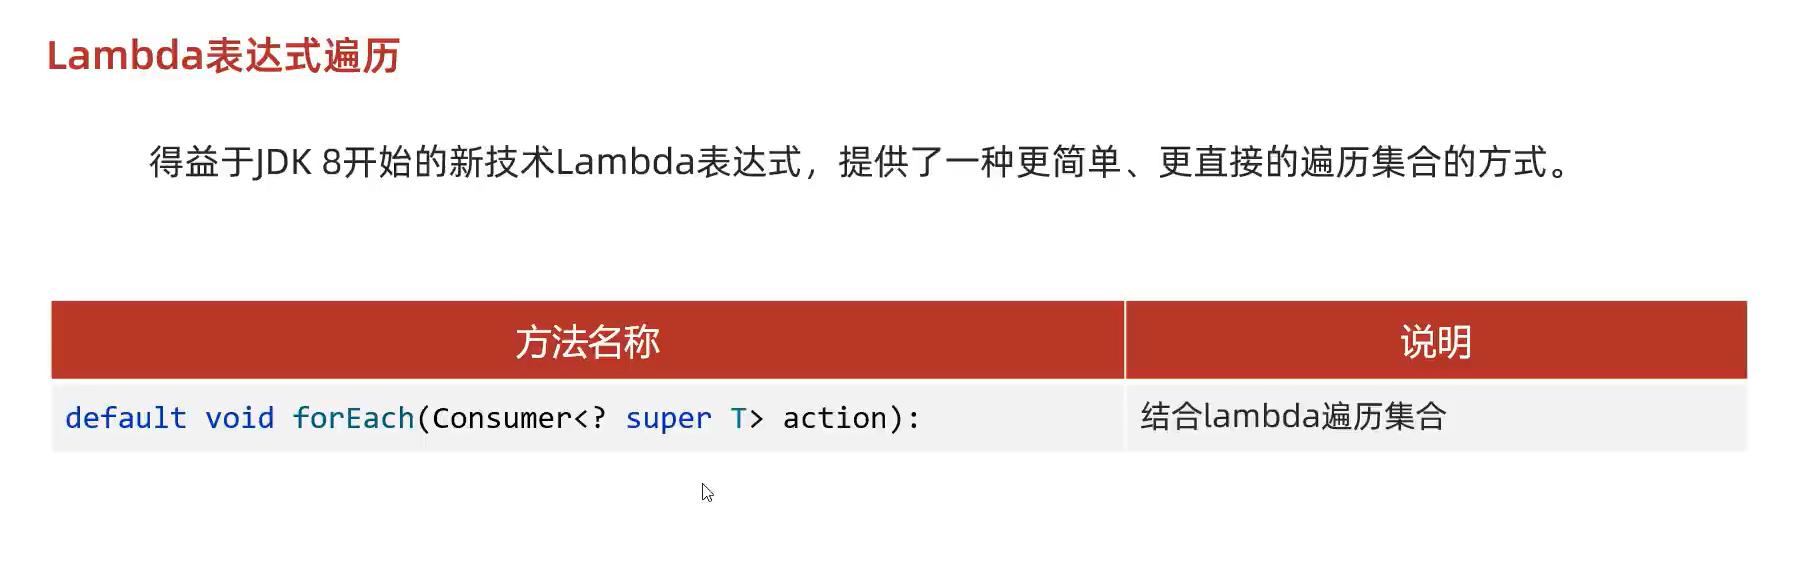 Lambda表达式遍历
得益于JDK 8开始的新技术Lambda表达式，提供了一种更简单、更直接的遍历集合的方式。
方法名称 说明
default void forEach(Consumer<? super T> action): 结合lambda遍历集合